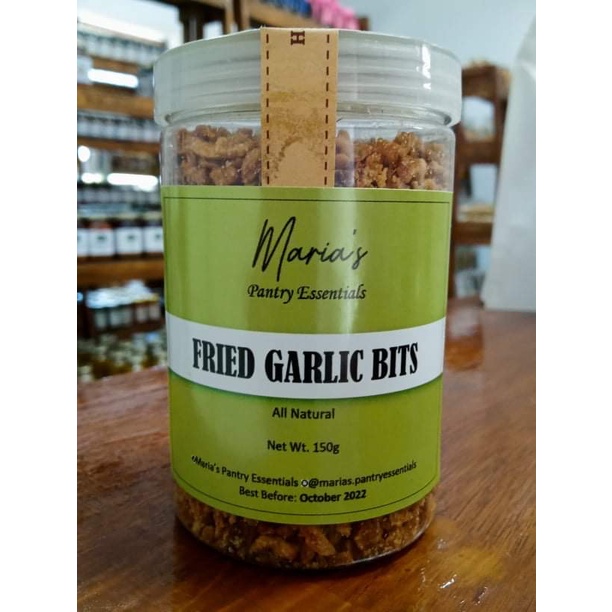 H
Maria's
Pantry Essentials
FRIED GARLIC BITS
All Natural
Net Wt. 150g
Maria's Pantry Essentials @marias.pantryessentials
Best Before: October 2022